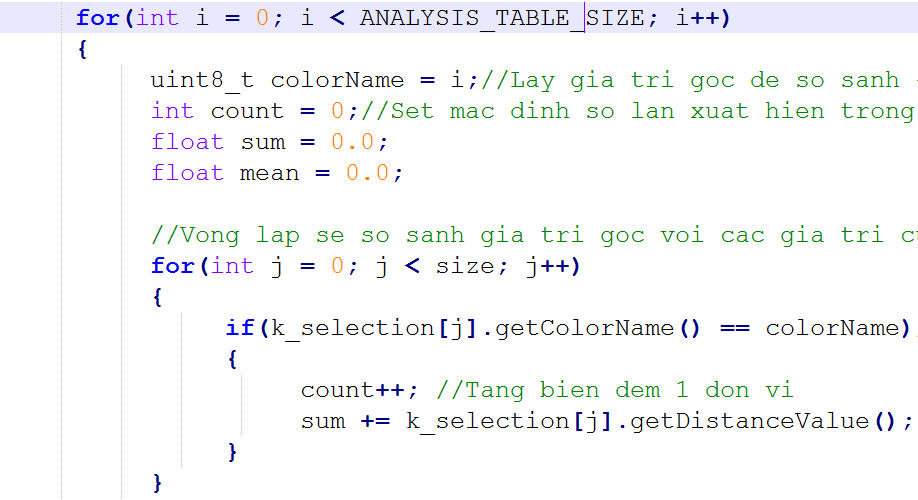 for(int i = 0; i < ANALYSIS_TABLE_SIZE; i++)
{
uint8_t colorName = i;//Lay gia tri goc de so sanh
int count = 0;//Set mac dinh so lan xuat hien trong
float sum = 0.0;
float mean = 0.0;
//Vong lap se so sanh gia tri goc voi cac gia tri
for(int j = 0; j < size; j++)
{
if(k_selection[j].getColorName() == colorName)
{
count++; //Tang bien dem 1 don vi
sum += k_selection[j].getDistanceValue();
}
}